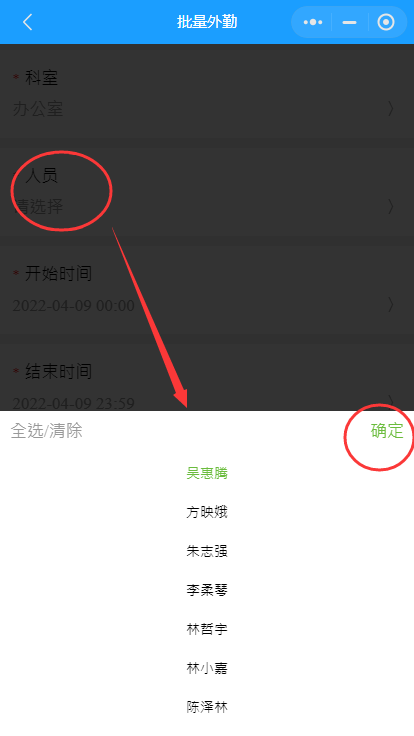 批量外勤
* 科室
办公室
人员
请选择
* 开始时间
2022-04-09 00:00
* 结束时间
2022-04-09 23:59
全选/清除
确定
吴惠腾
方映娥
朱志强
李柔琴
林哲宇
林小嘉
陈泽林